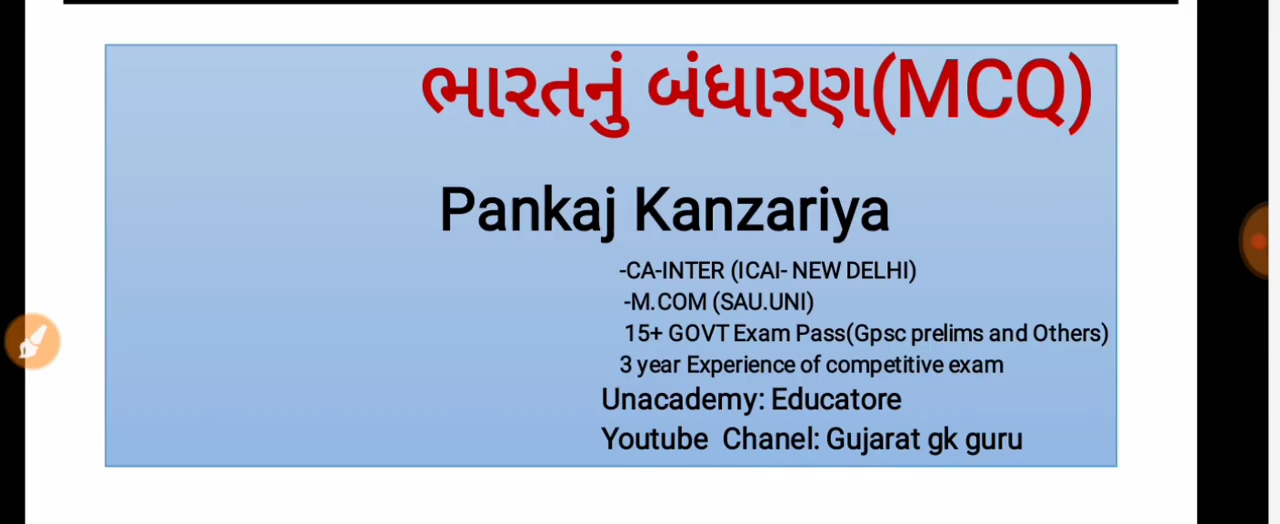 ભારતનું બંધારણ(MCQ)
Pankaj Kanzariya
-CA-INTER (ICAI- NEW DELHI)
-M.COM (SAU.UNI)
15+ GOVT Exam Pass(Gpsc prelims and Others)
3 year Experience of competitive exam
Unacademy: Educatore
Youtube Chanel: Gujarat gk guru